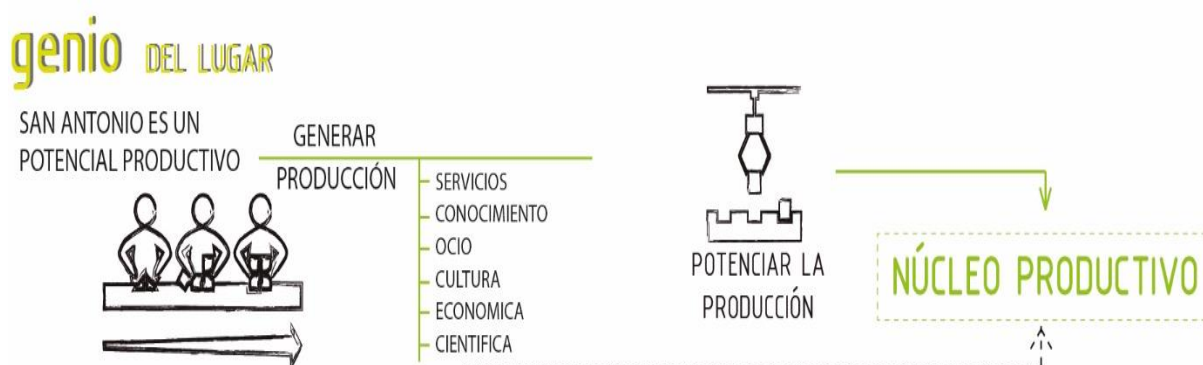 genio DEL LUGAR
SAN ANTONIO ES UN
POTENCIAL PRODUCTIVO
GENERAR
PRODUCCIÓN
SERVICIOS
CONOCIMIENTO
OCIO
CULTURA
ECONOMICA
CIENTIFICA
POTENCIAR LA
PRODUCCIÓN
NÚCLEO PRODUCTIVO